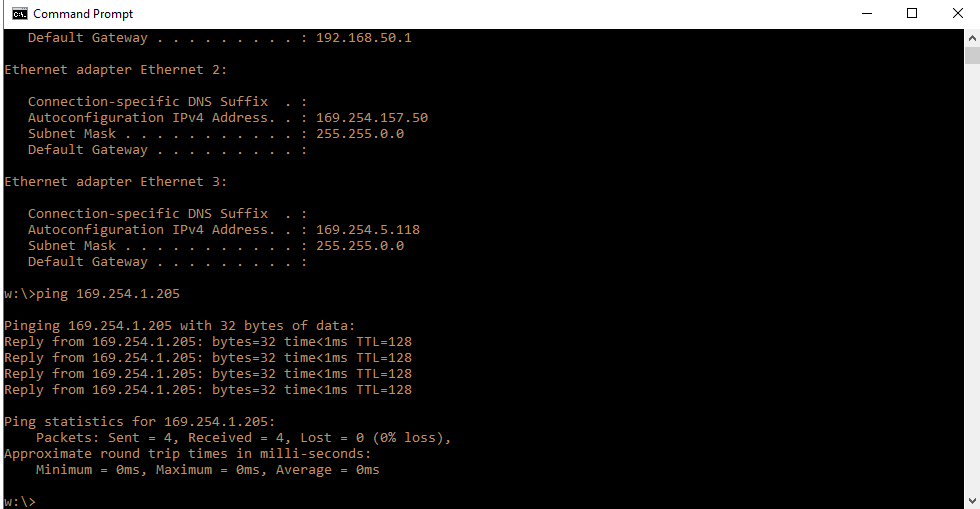 Command Prompt
Default Gateway . . . . . . . . . : 192.168.50.1
Ethernet adapter Ethernet 2:
Connection-specific DNS Suffix  . :
Autoconfiguration IPv4 Address. . : 169.254.157.50
Subnet Mask . . . . . . . . . . . : 255.255.0.0
Default Gateway . . . . . . . . . :
Ethernet adapter Ethernet 3:
Connection-specific DNS Suffix  . :
Autoconfiguration IPv4 Address. . : 169.254.5.118
Subnet Mask . . . . . . . . . . . : 255.255.0.0
Default Gateway . . . . . . . . . :
w:\>ping 169.254.1.205
Pinging 169.254.1.205 with 32 bytes of data:
Reply from 169.254.1.205: bytes=32 time<1ms TTL=128
Reply from 169.254.1.205: bytes=32 time<1ms TTL=128
Reply from 169.254.1.205: bytes=32 time<1ms TTL=128
Reply from 169.254.1.205: bytes=32 time<1ms TTL=128
Ping statistics for 169.254.1.205:
Packets: Sent = 4, Received = 4, Lost = 0 (0% loss),
Approximate round trip times in milli-seconds:
Minimum = 0ms, Maximum = 0ms, Average = 0ms
w:\>